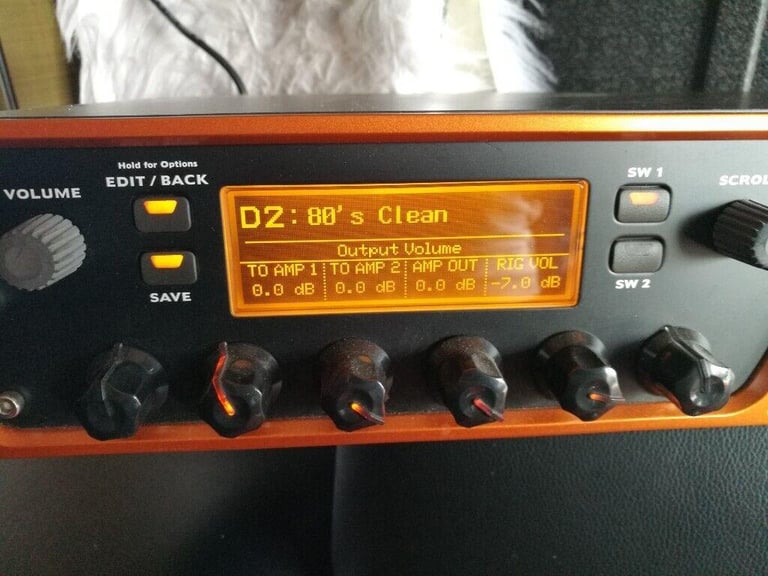 Hold for Options
EDIT / BACK
VOLUME
SAVE
D2: 80's Clean
Output Volume
TO AMP 1 TO AMP 2 AMP OUT RIG VOL
0.0 dB 0.0 dB 0.0 dB -7.0 dB
SW 1
SW 2
SCROL